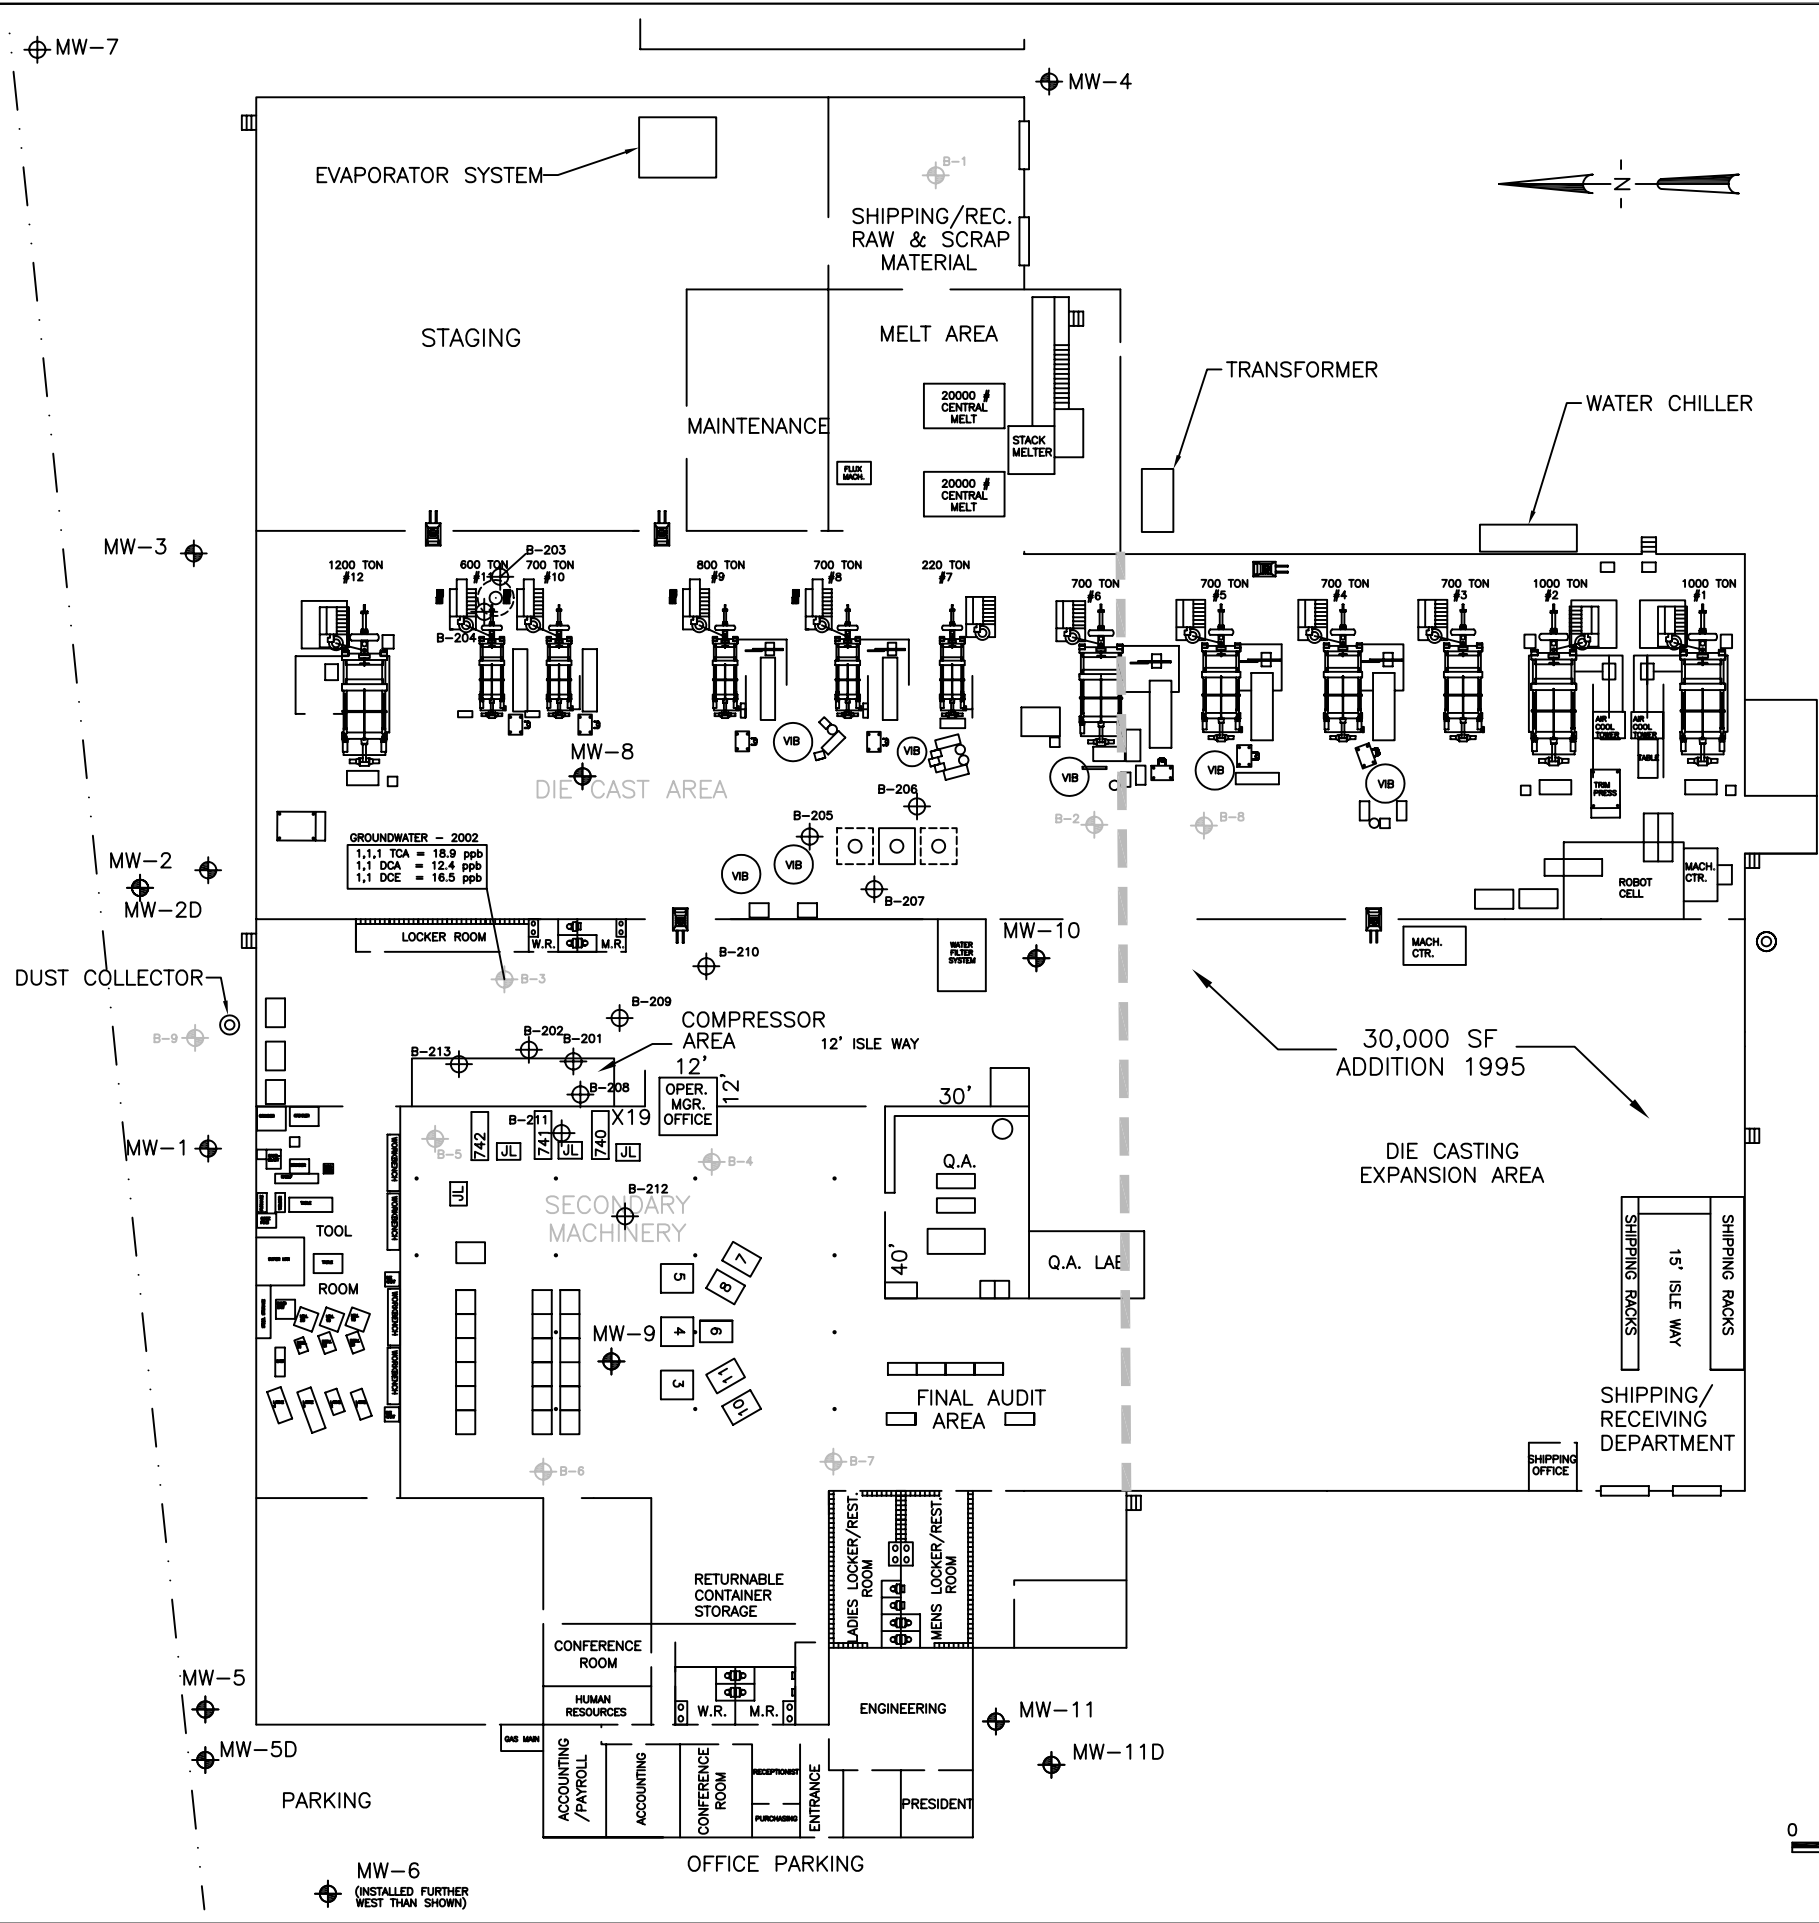 MW-7
MW-4
EVAPORATOR SYSTEM
B-1
N
SHIPPING/REC.
RAW & SCRAP
MATERIAL
STAGING
MELT AREA
TRANSFORMER
WATER CHILLER
20000 #
CENTRAL
MELT
MAINTENANCE
STACK
MELTER
FLUX
MACH.
20000 #
CENTRAL
MELT
MW-3
B-203
1200 TON
#12
600 TON
#11
700 TON
#10
800 TON
#9
700 TON
#8
220 TON
#7
700 TON
#6
700 TON
#5
700 TON
#4
700 TON
#3
1000 TON
#2
1000 TON
#1
B-204
AIR
COOL
TOWER
AIR
COOL
TOWER
TABLE
TRIM
PRESS
MW-8
DIE CAST AREA
VIB
VIB
VIB
VIB
VIB
B-206
B-205
B-2
B-8
GROUNDWATER - 2002
1,1,1 TCA = 18.9 ppb
1,1 DCA = 12.4 ppb
1,1 DCE = 16.5 ppb
MW-2
MW-2D
VIB
VIB
B-207
ROBOT
CELL
MACH.
CTR.
LOCKER ROOM
W.R.
M.R.
WATER
FILTER
SYSTEM
MW-10
MACH.
CTR.
B-210
DUST COLLECTOR
B-3
B-9
B-209
COMPRESSOR
AREA
12' ISLE WAY
30,000 SF
ADDITION 1995
B-213
B-202
B-201
B-208
12'
12'
OPER.
MGR.
OFFICE
X19
30'
MW-1
B-5
742
JL
B-211
741
JL
740
JL
B-4
Q.A.
DIE CASTING
EXPANSION AREA
WORKBENCH
WORKBENCH
WORKBENCH
WORKBENCH
JL
B-212
SECONDARY
MACHINERY
TOOL
ROOM
40'
Q.A. LAB
SHIPPING RACKS
15' ISLE WAY
SHIPPING RACKS
5
7
8
4
6
3
11
10
MW-9
FINAL AUDIT
AREA
SHIPPING/
RECEIVING
DEPARTMENT
SHIPPING
OFFICE
B-6
B-7
LADIES LOCKER/REST.
ROOM
MENS LOCKER/REST.
ROOM
RETURNABLE
CONTAINER
STORAGE
CONFERENCE
ROOM
HUMAN
RESOURCES
W.R.
M.R.
ENGINEERING
MW-5
MW-5D
MW-11
MW-11D
GAS MAIN
ACCOUNTING
/PAYROLL
ACCOUNTING
CONFERENCE
ROOM
RECEPTIONIST
PURCHASING
ENTRANCE
PRESIDENT
PARKING
OFFICE PARKING
0
MW-6
(INSTALLED FURTHER
WEST THAN SHOWN)